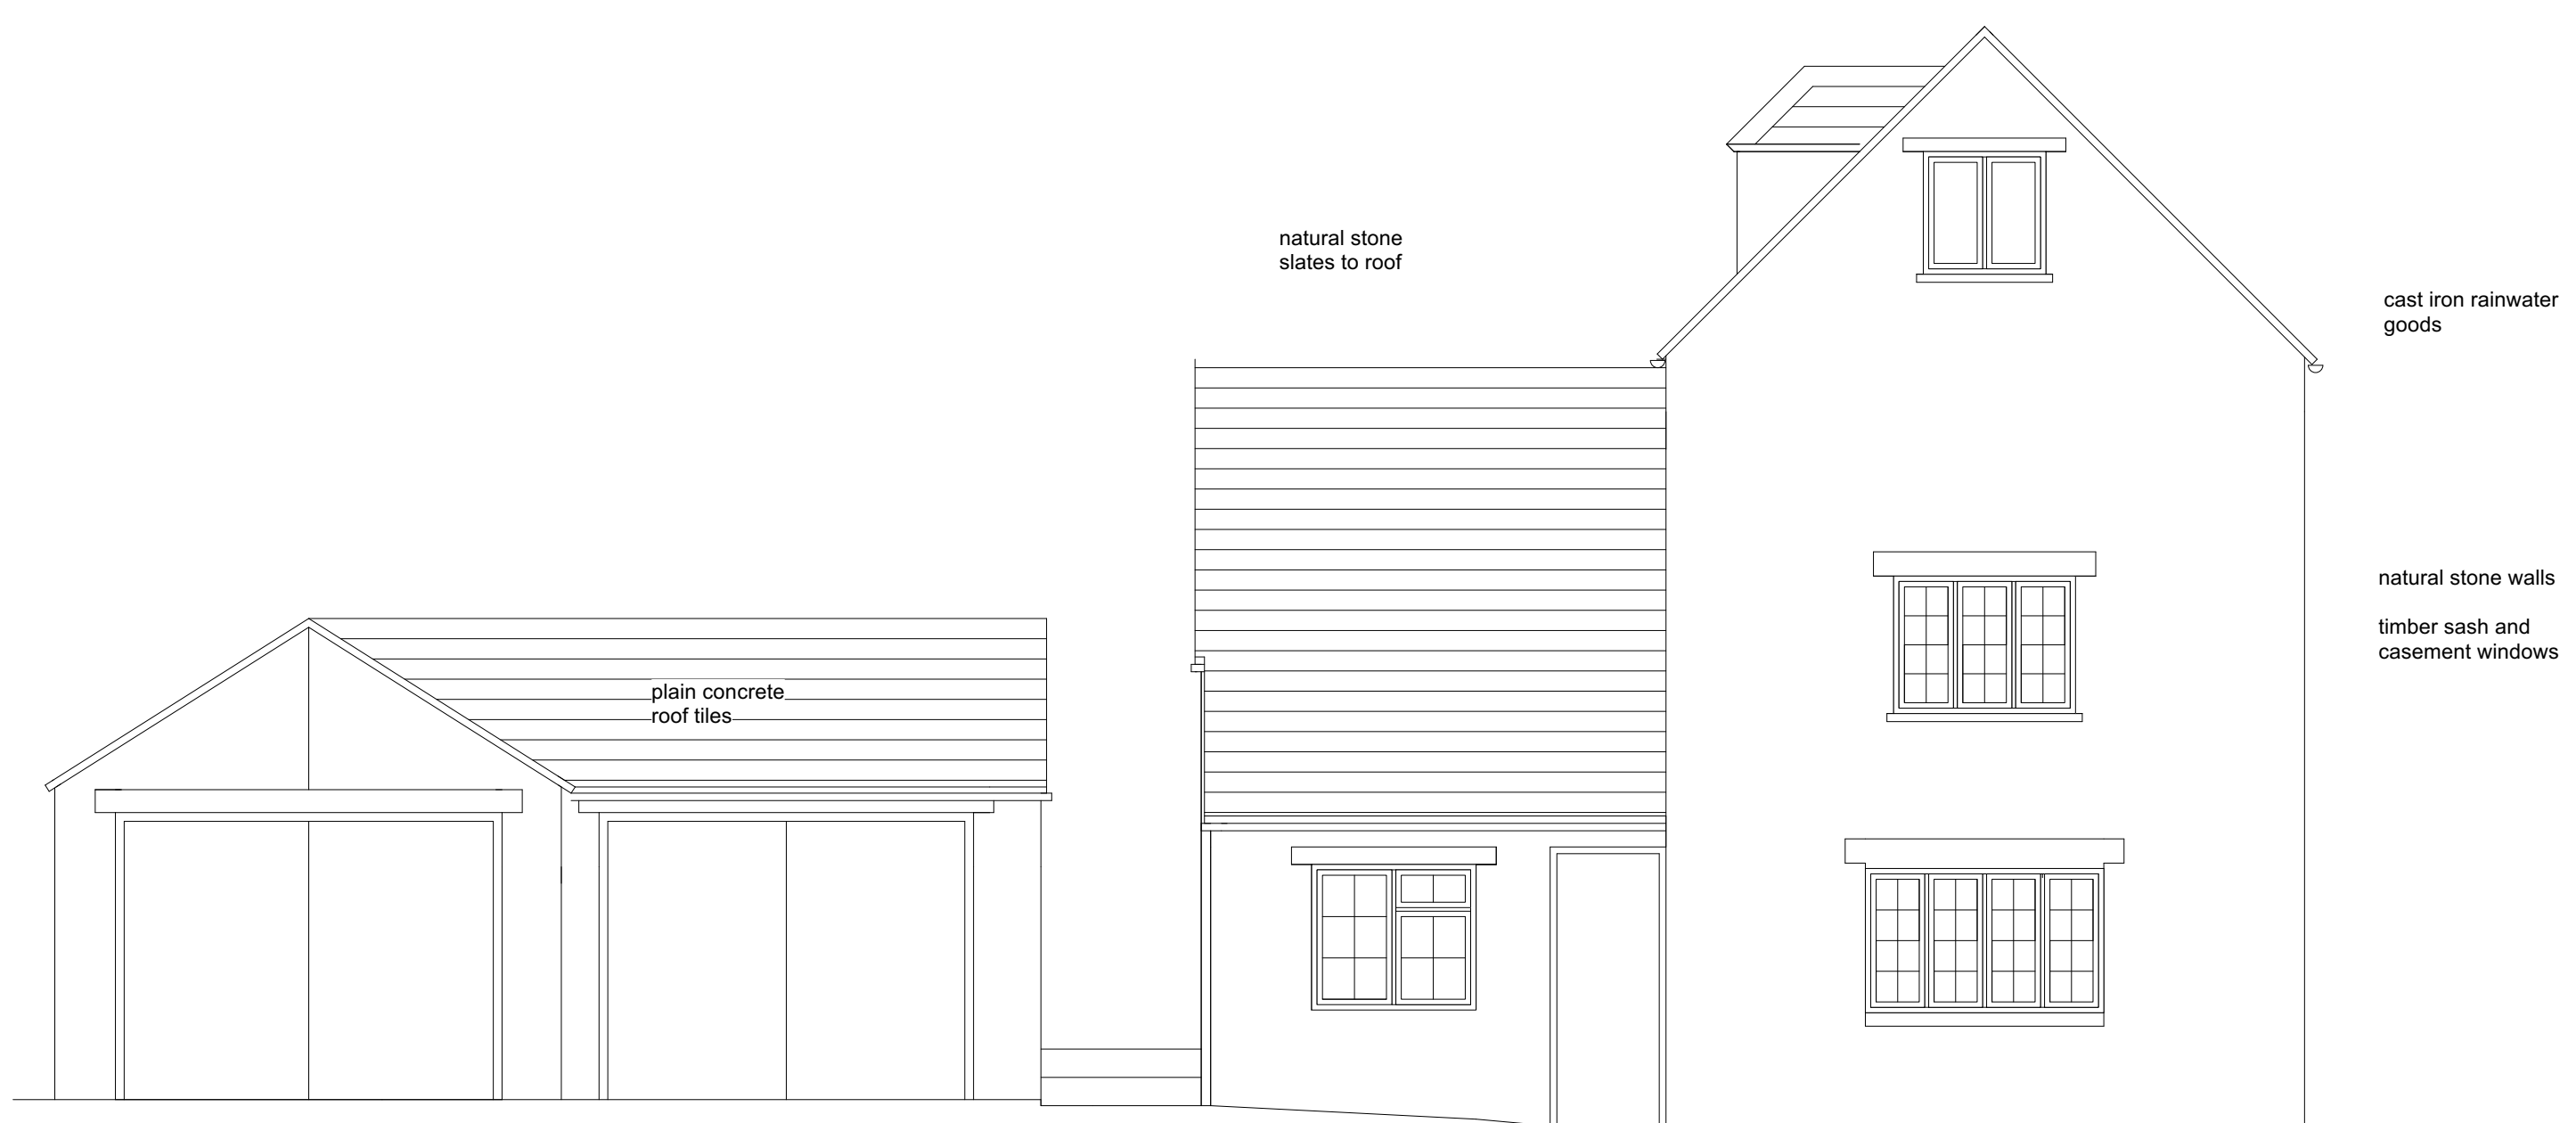 natural stone
slates to roof
cast iron rainwater
goods
natural stone walls
timber sash and
casement windows
plain concrete
roof tiles